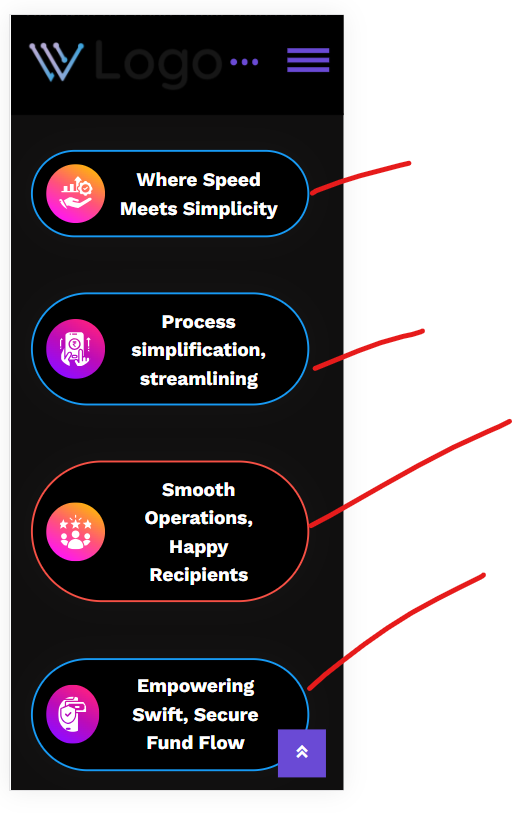 Logo
Where Speed
Meets Simplicity
Process
simplification,
streamlining
Smooth
Operations,
Happy
Recipients
Empowering
Swift, Secure
Fund Flow